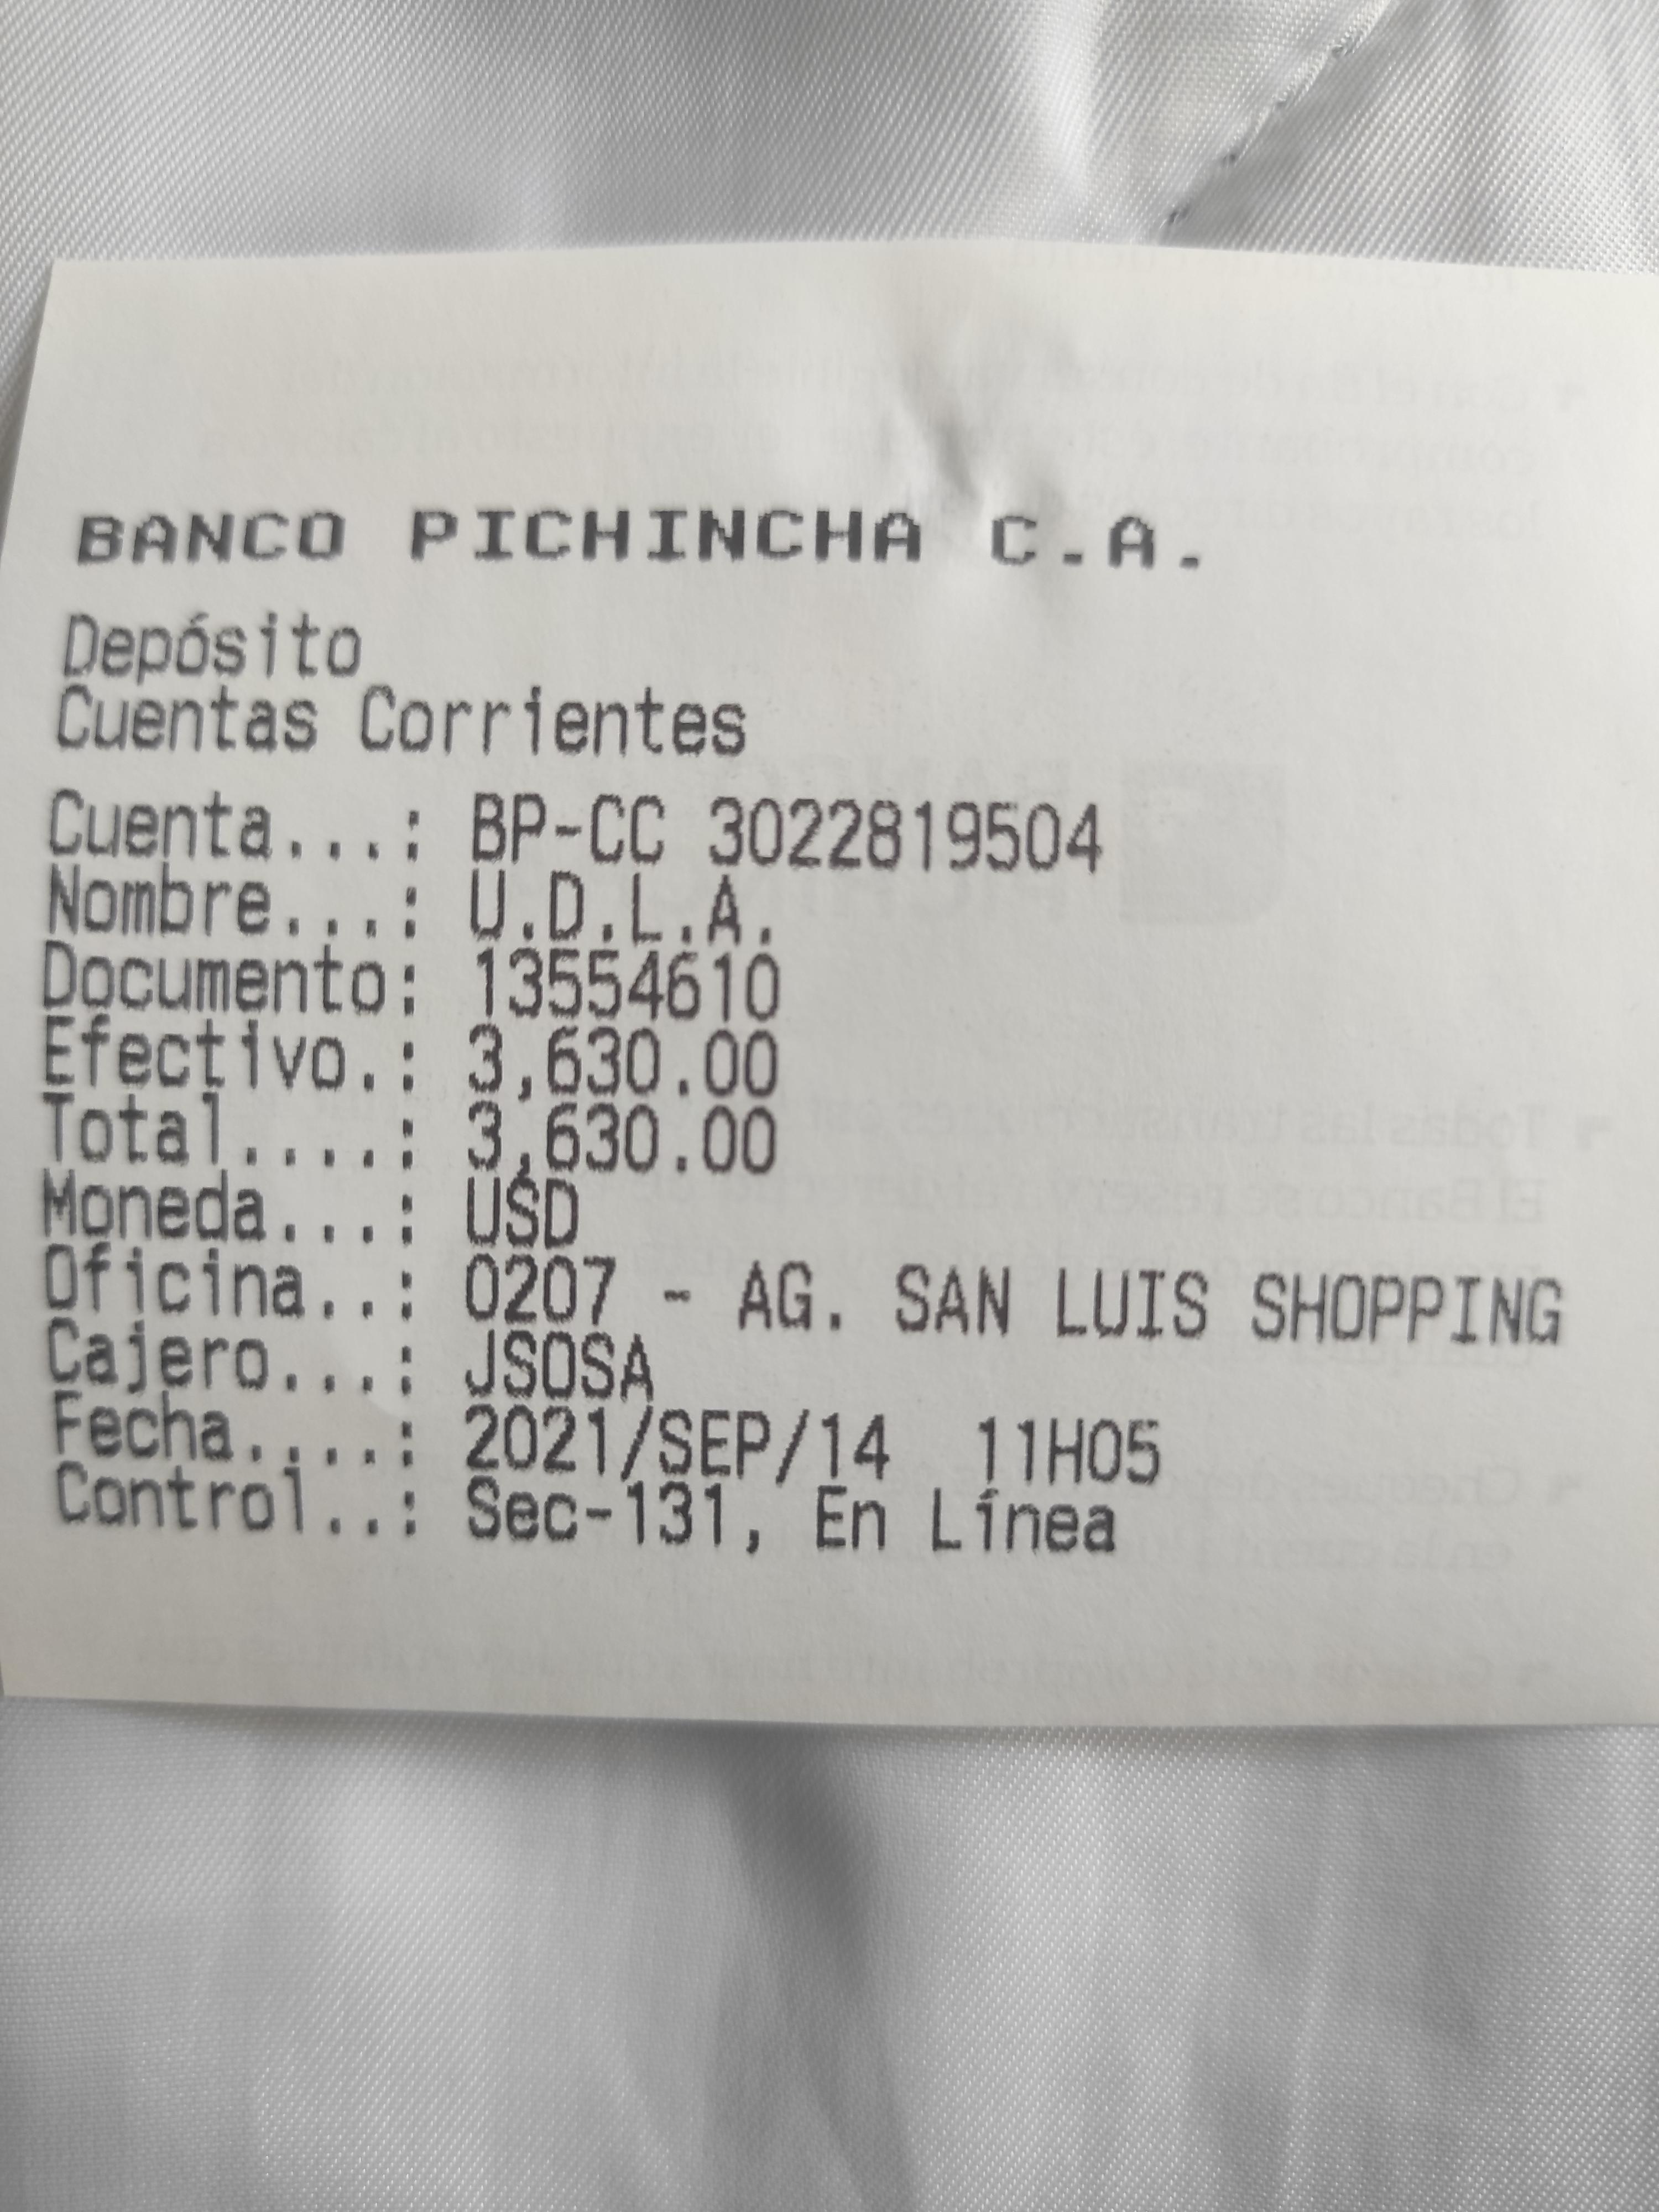 BANCO PICHINCHA C.A.
Depósito
Cuentas Corrientes
Cuenta...: BP-CC 3022819504
Nombre...: U.D.L.A.
Documento: 13554610
Efectivo.: 3,630.00
Total....: 3,630.00
Moneda...: USD
Oficina..: 0207 - AG. SAN LUIS SHOPPING
Cajero...: JSOSA
Fecha....: 2021/SEP/14  11H05
Control..: Sec-131, En Línea